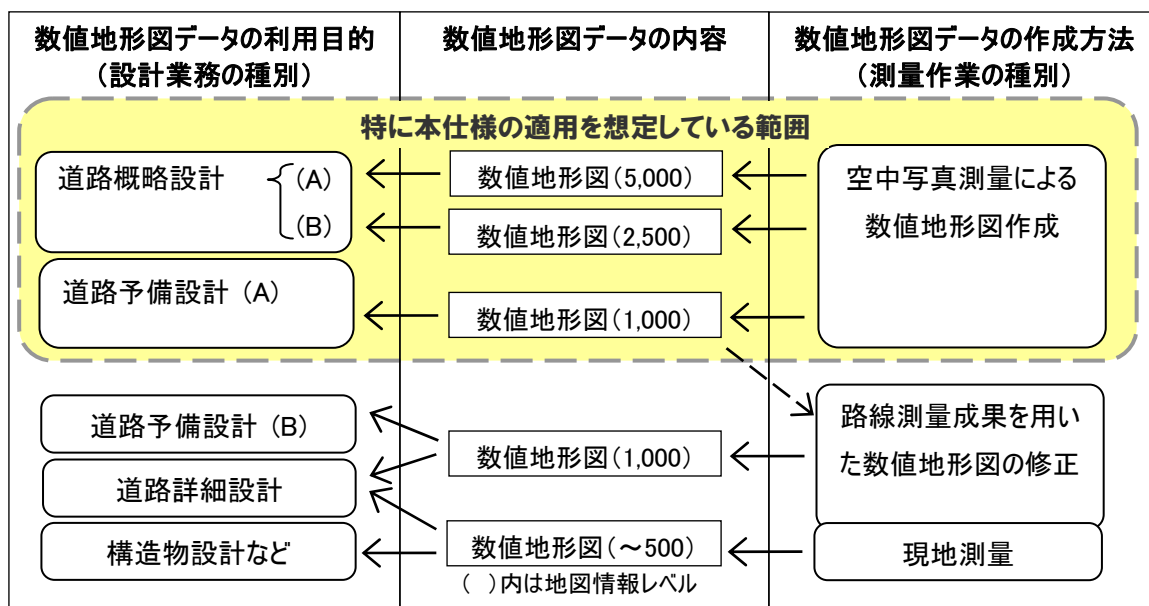 数値地形図データの利用目的
（設計業務の種別）
数値地形図データの内容
数値地形図データの作成方法
（測量作業の種別）
特に本仕様の適用を想定している範囲
道路概略設計
（A）
（B）
道路予備設計（A）
数値地形図（5,000）
数値地形図（2,500）
数値地形図（1,000）
空中写真測量による
数値地形図作成
道路予備設計（B）
道路詳細設計
構造物設計など
数値地形図（1,000）
数値地形図（～500）
（　）内は地図情報レベル
路線測量成果を用い
た数値地形図の修正
現地測量